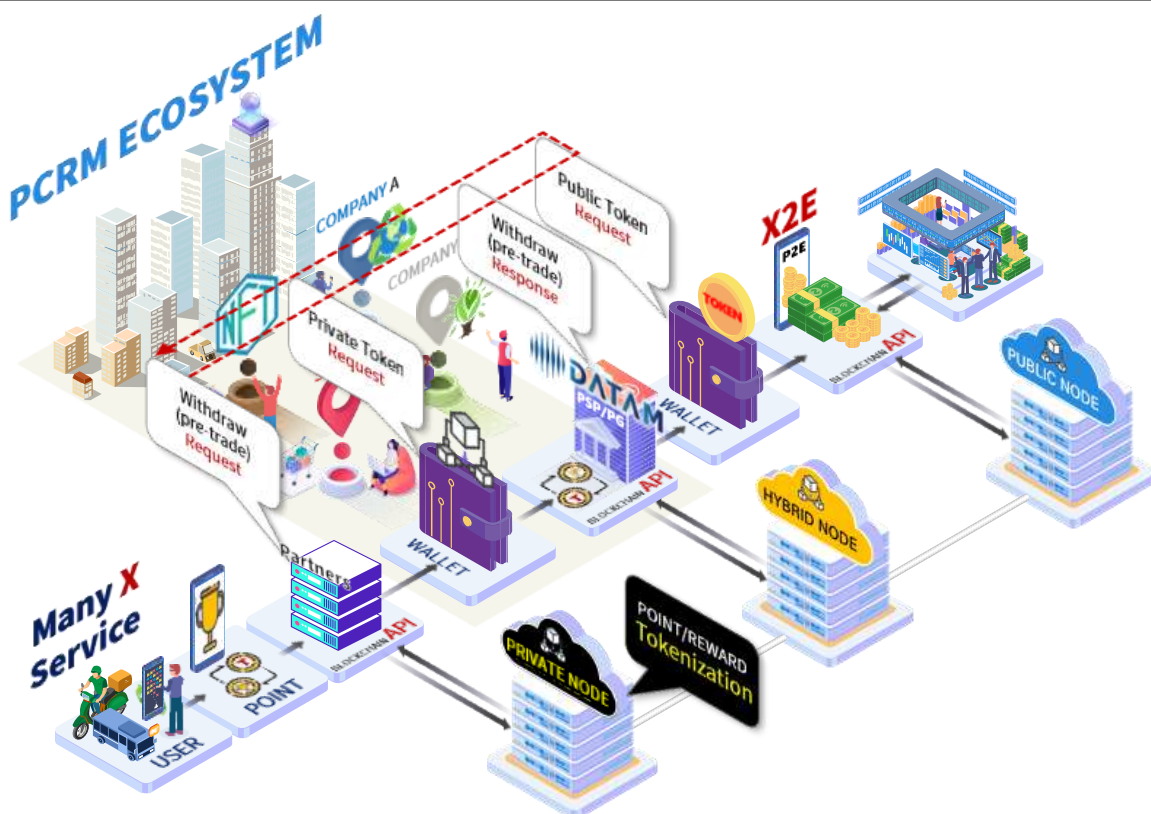 PCRM ECOSYSTEM
COMPANY A
COMPANY
NFT
Public Token
Request
Withdraw
(pre-trade)
Response
Private Token
Request
Withdraw
(pre-trade)
Request
X2E
P2E
TOKEN
BLOCKCHAIN API
WALLET
DATAM
PSP/PG
BLOCKCHAIN API
WALLET
Partners
BLOCKCHAIN API
Many X
Service
POINT
USER
PUBLIC NODE
HYBRID NODE
PRIVATE NODE
POINT/REWARD
Tokenization